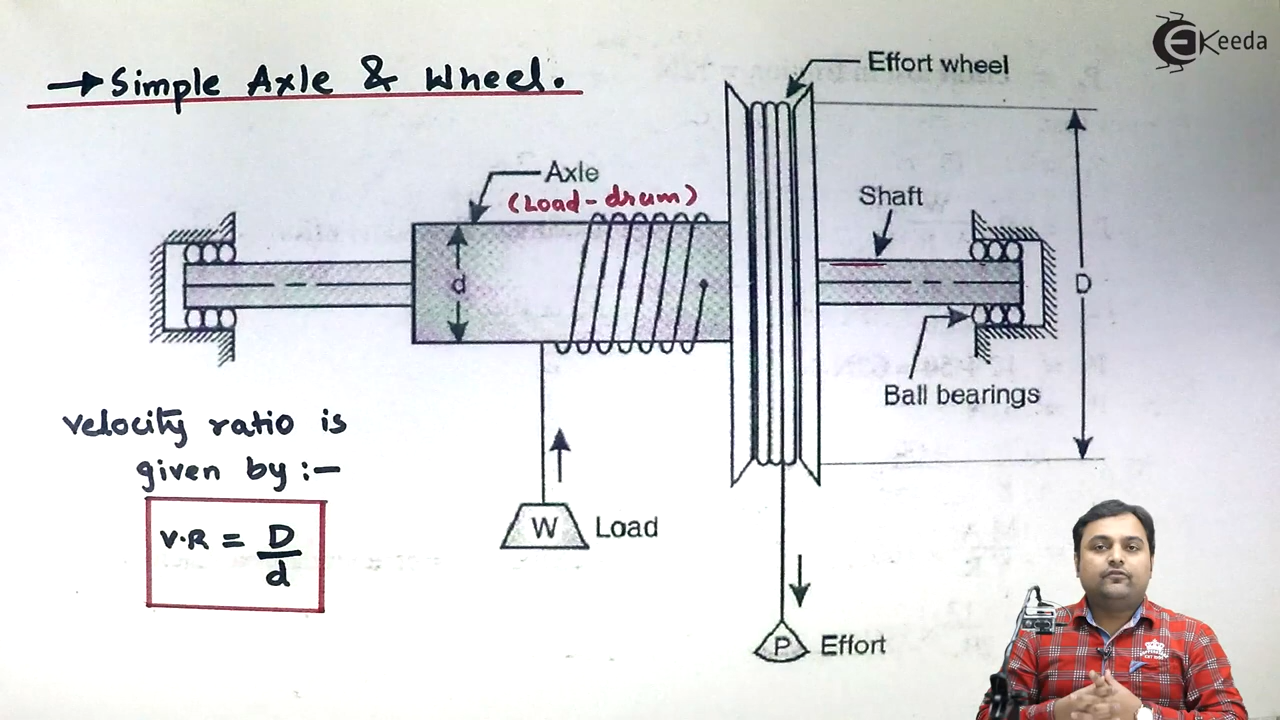 → Simple Axle & Wheel.
EKeeda
Effort wheel
Axle
(Load-drum)
Shaft
d
D
Ball bearings
velocity ratio is
given by:-
V.R = D/d
W
Load
P
Effort